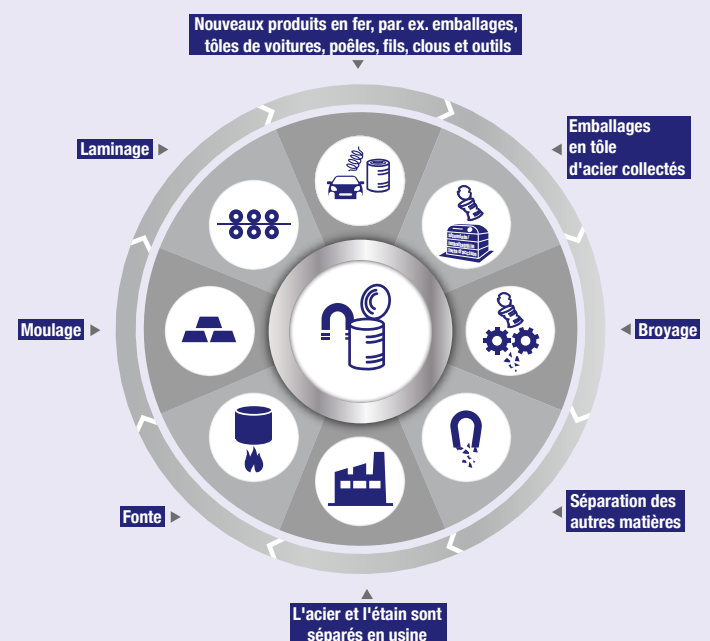 Nouveaux produits en fer, par. ex. emballages,
tôles de voitures, poêles, fils, clous et outils
Emballages
en tôle
d'acier collectés
Broyage
Séparation des
autres matières
L'acier et l'étain sont
séparés en usine
Fonte
Moulage
Laminage